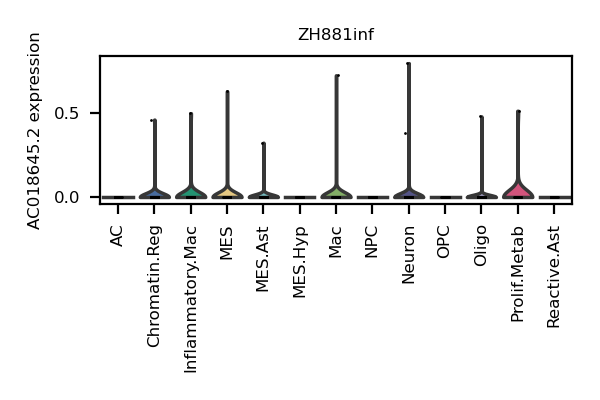 ZH881inf
AC018645.2 expression
0.5
0.0
AC
Chromatin.Reg
Inflammatory.Mac
MES
MES.Ast
MES.Hyp
Mac
NPC
Neuron
OPC
Oligo
Prolif.Metab
Reactive.Ast